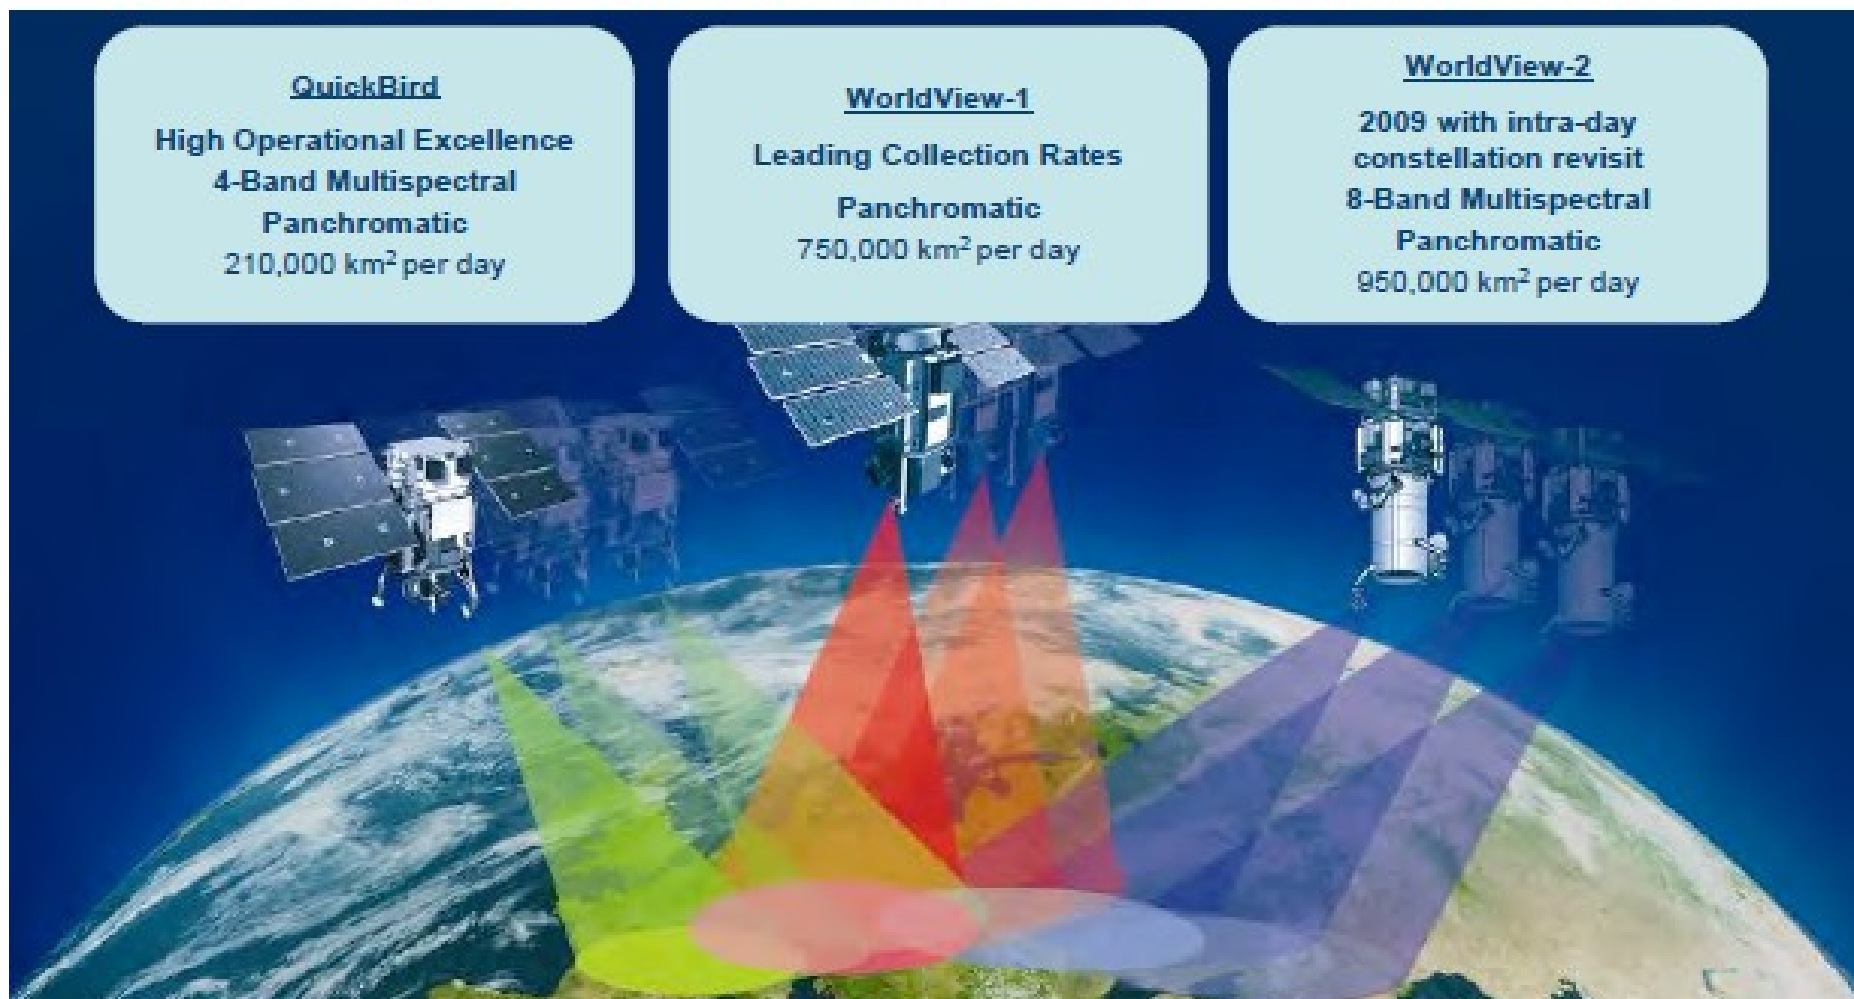 QuickBird
High Operational Excellence
4-Band Multispectral
Panchromatic
210,000 km² per day
WorldView-1
Leading Collection Rates
Panchromatic
750,000 km² per day
WorldView-2
2009 with intra-day
constellation revisit
8-Band Multispectral
Panchromatic
950,000 km² per day